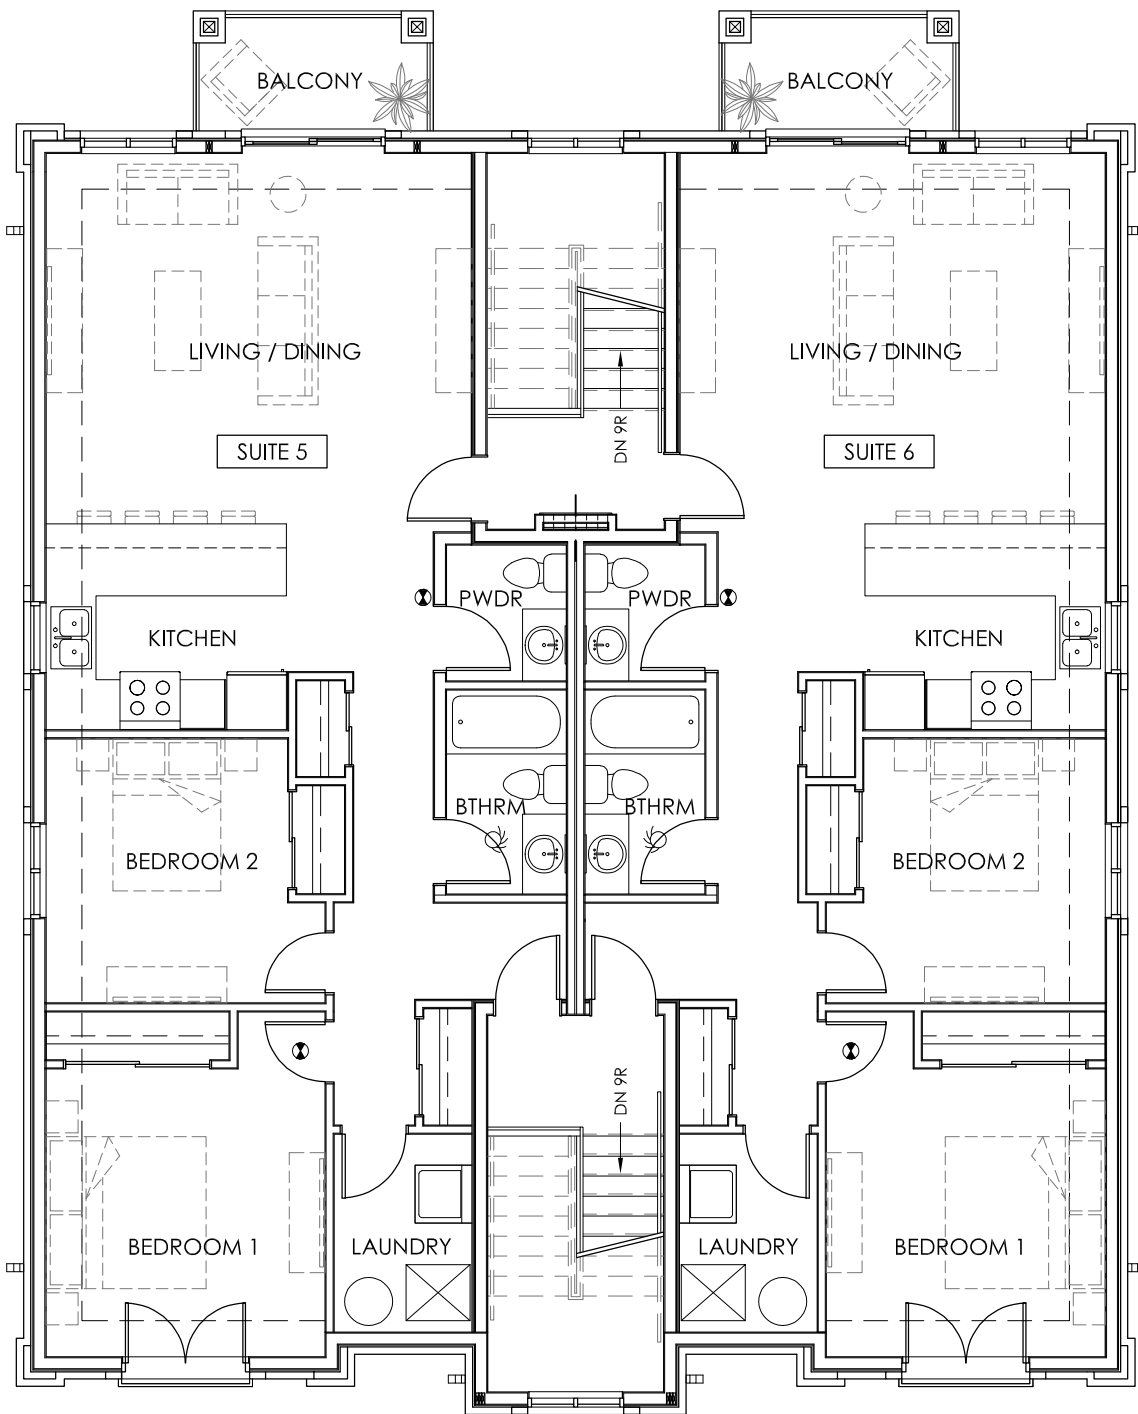 BALCONY
BALCONY
LIVING / DINING
LIVING / DINING
DN 9R
SUITE 5
SUITE 6
PWDR
PWDR
KITCHEN
KITCHEN
BTHRM
BTHRM
BEDROOM 2
BEDROOM 2
DN 9R
BEDROOM 1
LAUNDRY
LAUNDRY
BEDROOM 1